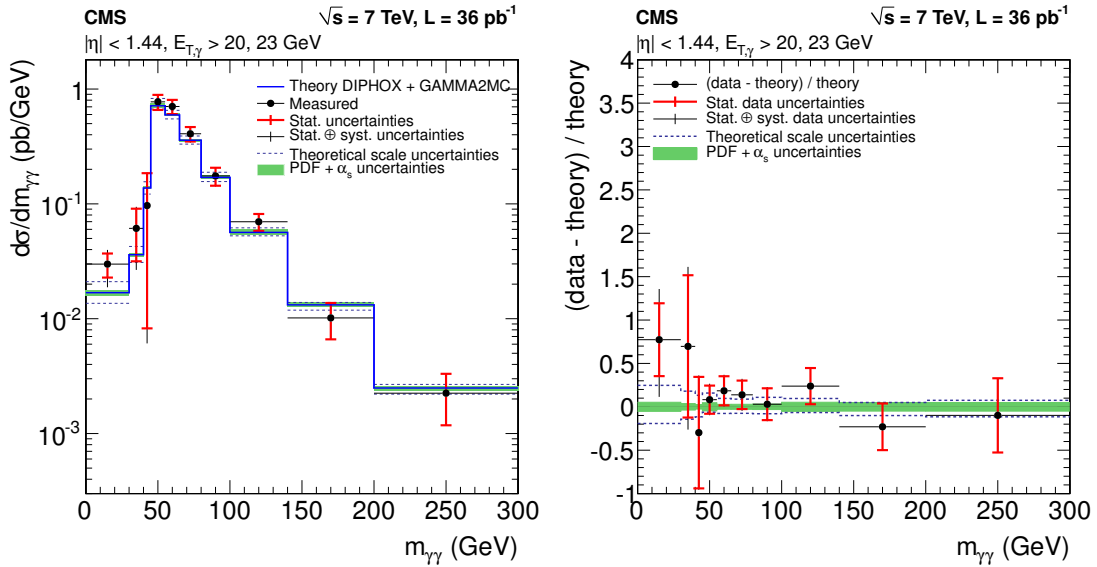 CMS √s = 7 TeV, L = 36 pb⁻¹
|η| < 1.44, E_T,γ > 20, 23 GeV
dσ/dm_γγ (pb/GeV)
Theory DIPHOX + GAMMA2MC
Measured
Stat. uncertainties
Stat. ⊕ syst. uncertainties
Theoretical scale uncertainties
PDF + α_s uncertainties
1
10⁻¹
10⁻²
10⁻³
0 50 100 150 200 250 300
m_γγ (GeV)
CMS √s = 7 TeV, L = 36 pb⁻¹
|η| < 1.44, E_T,γ > 20, 23 GeV
(data - theory) / theory
(data - theory) / theory
Stat. data uncertainties
Stat. ⊕ syst. data uncertainties
Theoretical scale uncertainties
PDF + α_s uncertainties
4
3.5
3
2.5
2
1.5
1
0.5
0
-0.5
-1
0 50 100 150 200 250 300
m_γγ (GeV)